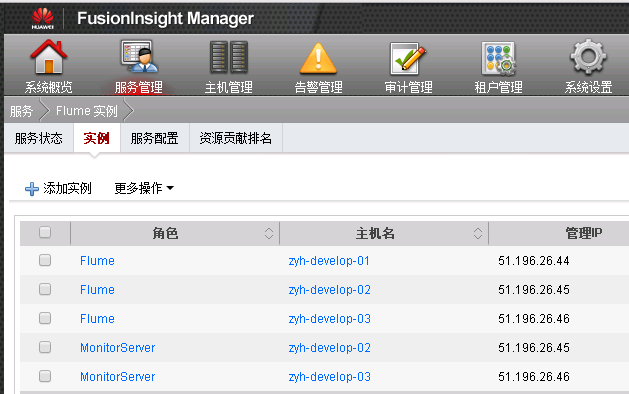 HUAWEI FusionInsight Manager
系统概览 服务管理 主机管理 告警管理 审计管理 租户管理 系统设置
服务 Flume 实例
服务状态 实例 服务配置 资源贡献排名
添加实例 更多操作
角色 主机名 管理IP
Flume zyh-develop-01 51.196.26.44
Flume zyh-develop-02 51.196.26.45
Flume zyh-develop-03 51.196.26.46
MonitorServer zyh-develop-02 51.196.26.45
MonitorServer zyh-develop-03 51.196.26.46